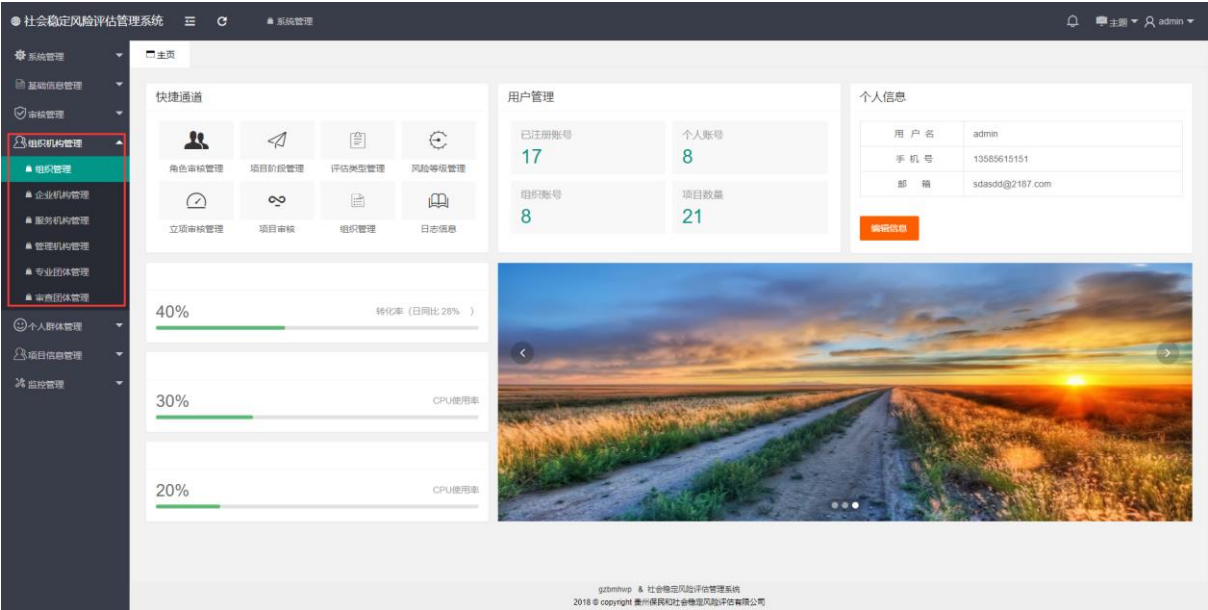 社会稳定风险评估管理系统
系统管理
主题
admin
系统管理
基础信息管理
审核管理
组织机构管理
组织管理
企业机构管理
服务机构管理
管理机构管理
专业团体管理
审查团体管理
个人群体管理
项目信息管理
监控管理
主页
快捷通道
角色审核管理
项目阶段管理
评估类型管理
风险等级管理
立项审核管理
项目审核
组织管理
日志信息
用户管理
已注册账号
17
个人账号
8
组织账号
8
项目数量
21
个人信息
用 户 名 admin
手 机 号 13585615151
邮 箱 sdasdd@2187.com
编辑信息
40% 转化率（日同比 28% ）
30% CPU使用率
20% CPU使用率
gzbmhwp & 社会稳定风险评估管理系统
2018 © copyright 贵州保民和社会稳定风险评估有限公司